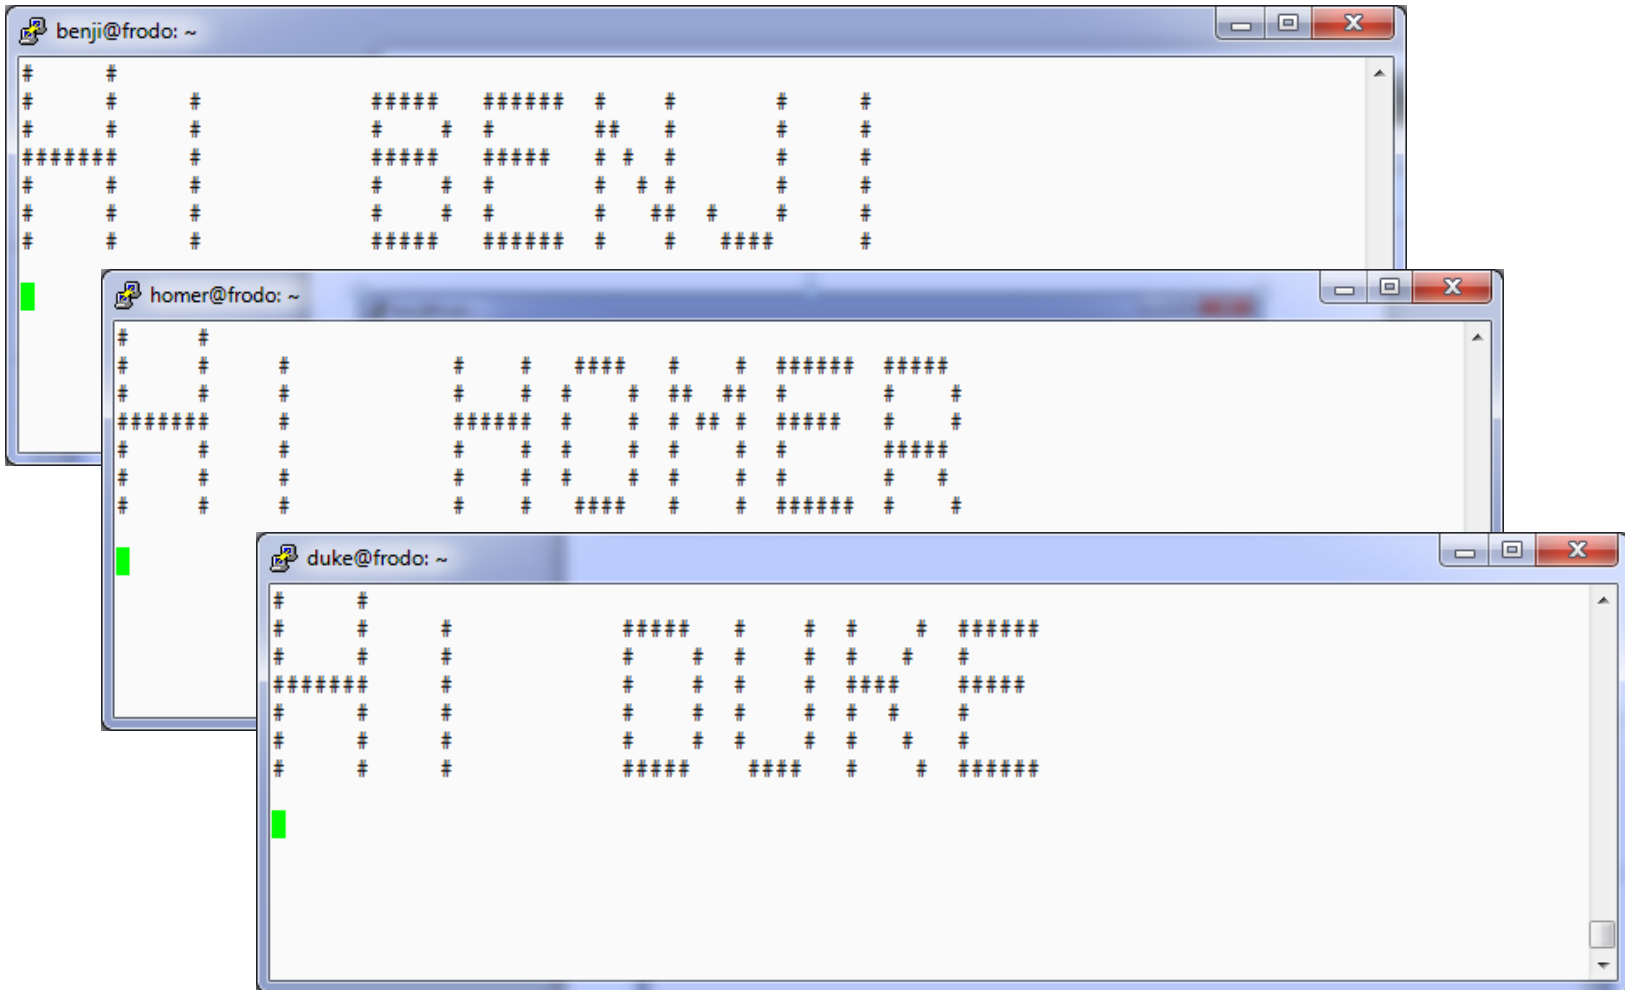 benji@frodo: ~
HI BENJI
homer@frodo: ~
HI HOMER
duke@frodo: ~
HI DUKE